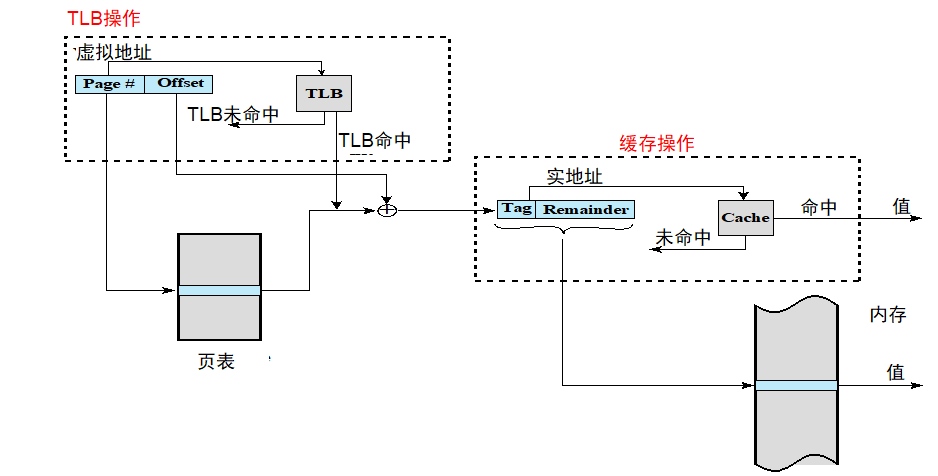 TLB操作
虚拟地址
Page # Offset
TLB
TLB未命中
TLB命中
缓存操作
实地址
Tag Remainder
Cache
命中 值
未命中
页表
内存
值